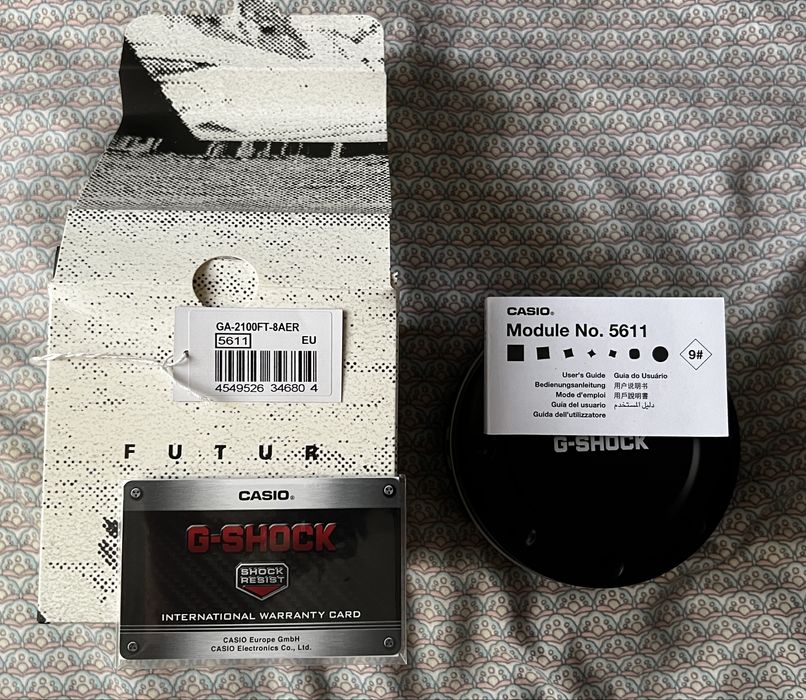 GA-2100FT-8AER
5611 EU
4549526 34680 4
FUTUR
CASIO®
G-SHOCK
SHOCK
RESIST
INTERNATIONAL WARRANTY CARD
CASIO Europe GmbH
CASIO Electronics Co., Ltd.
CASIO®
Module No. 5611
9#
User's Guide Guia do Usuário
Bedienungsanleitung 用户说明书
Mode d'emploi 用戶說明書
Guía del usuario دليل المستخدم
Guida dell'utilizzatore
G-SHOCK